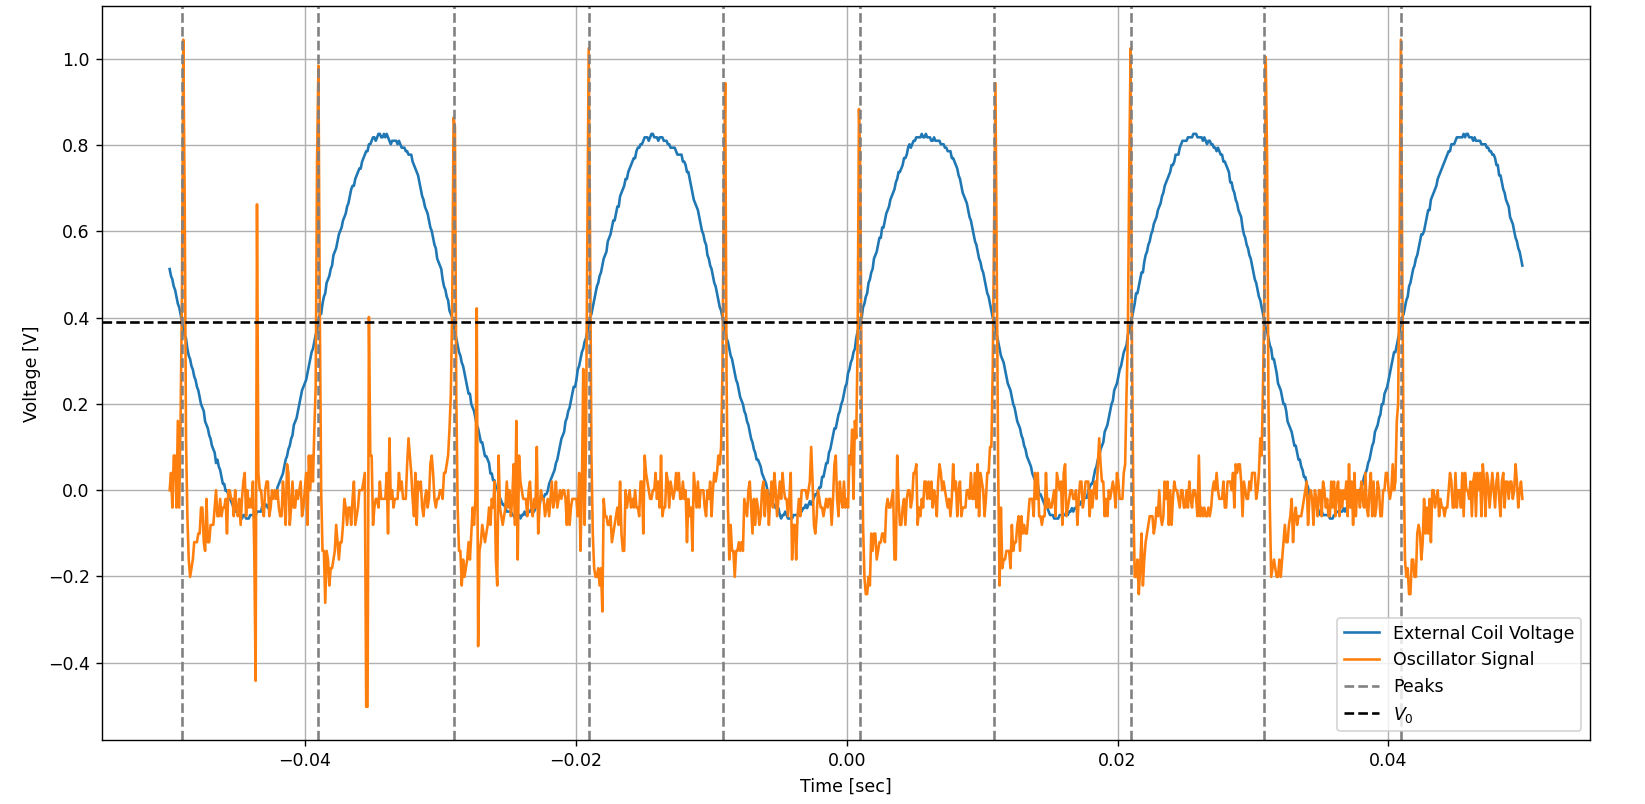 1.0
0.8
0.6
0.4
0.2
0.0
−0.2
−0.4
Voltage [V]
−0.04
−0.02
0.00
0.02
0.04
Time [sec]
External Coil Voltage
Oscillator Signal
Peaks
V₀